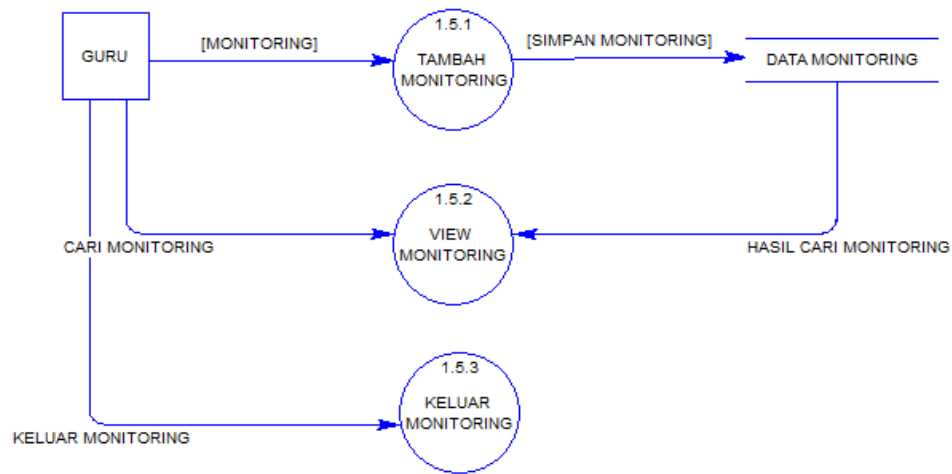 1.5.1
GURU
[MONITORING]
TAMBAH
MONITORING
[SIMPAN MONITORING]
DATA MONITORING
1.5.2
VIEW
MONITORING
CARI MONITORING
HASIL CARI MONITORING
1.5.3
KELUAR
MONITORING
KELUAR MONITORING